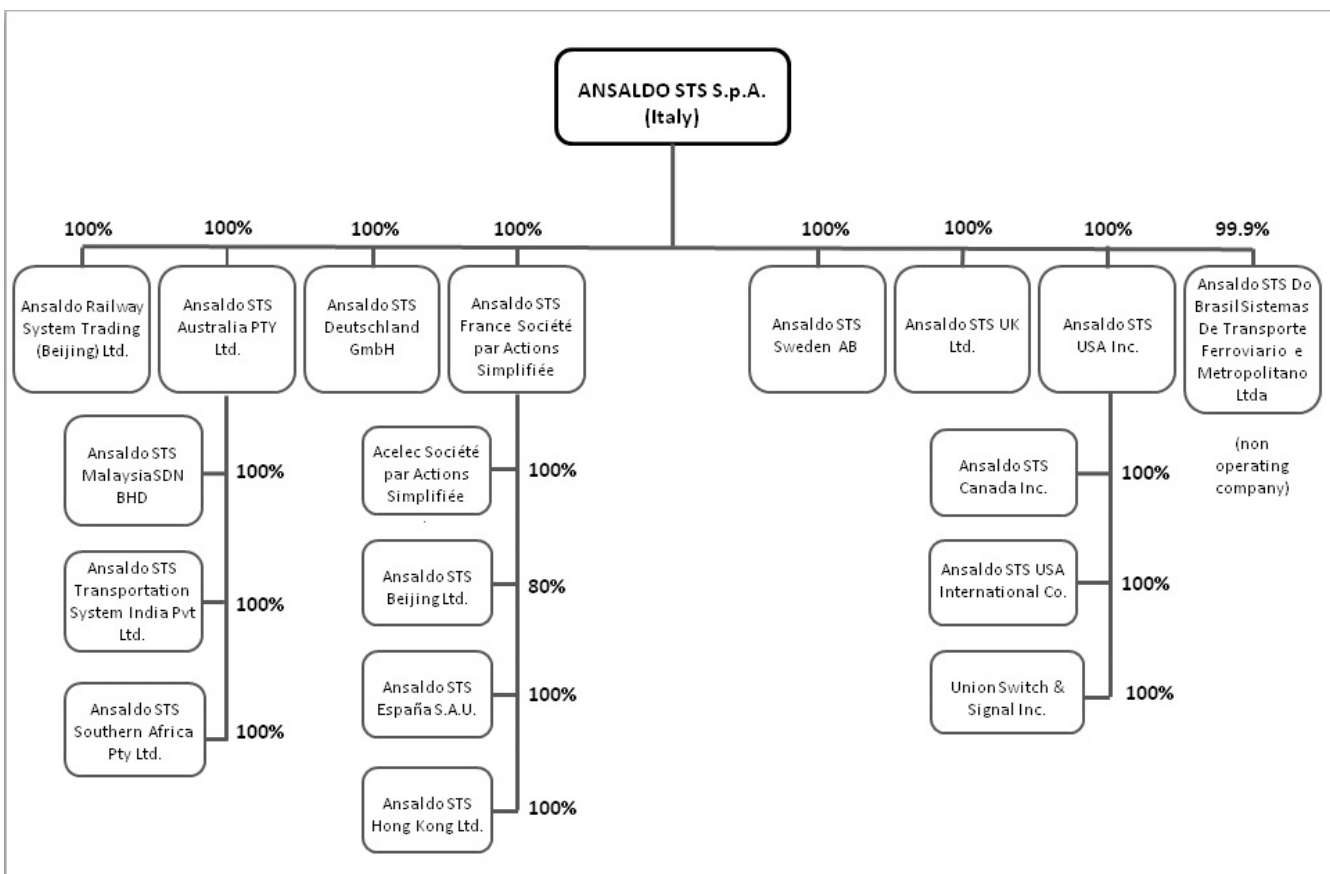 ANSALDO STS S.p.A.
(Italy)
100%
100%
100%
100%
100%
100%
100%
99.9%
Ansaldo Railway
System Trading
(Beijing) Ltd.
Ansaldo STS
Australia PTY
Ltd.
Ansaldo STS
Deutschland
GmbH
Ansaldo STS
France Société
par Actions
Simplifiée
Ansaldo STS
Sweden AB
Ansaldo STS UK
Ltd.
Ansaldo STS
USA Inc.
Ansaldo STS Do
Brasil Sistemas
De Transporte
Ferroviario e
Metropolitano
Ltda
(non
operating
company)
Ansaldo STS
Malaysia SDN
BHD
100%
Ansaldo STS
Transportation
System India Pvt
Ltd.
100%
Ansaldo STS
Southern Africa
Pty Ltd.
100%
Acelec Société
par Actions
Simplifiée
100%
Ansaldo STS
Beijing Ltd.
80%
Ansaldo STS
España S.A.U.
100%
Ansaldo STS
Hong Kong Ltd.
100%
Ansaldo STS
Canada Inc.
100%
Ansaldo STS USA
International Co.
100%
Union Switch &
Signal Inc.
100%